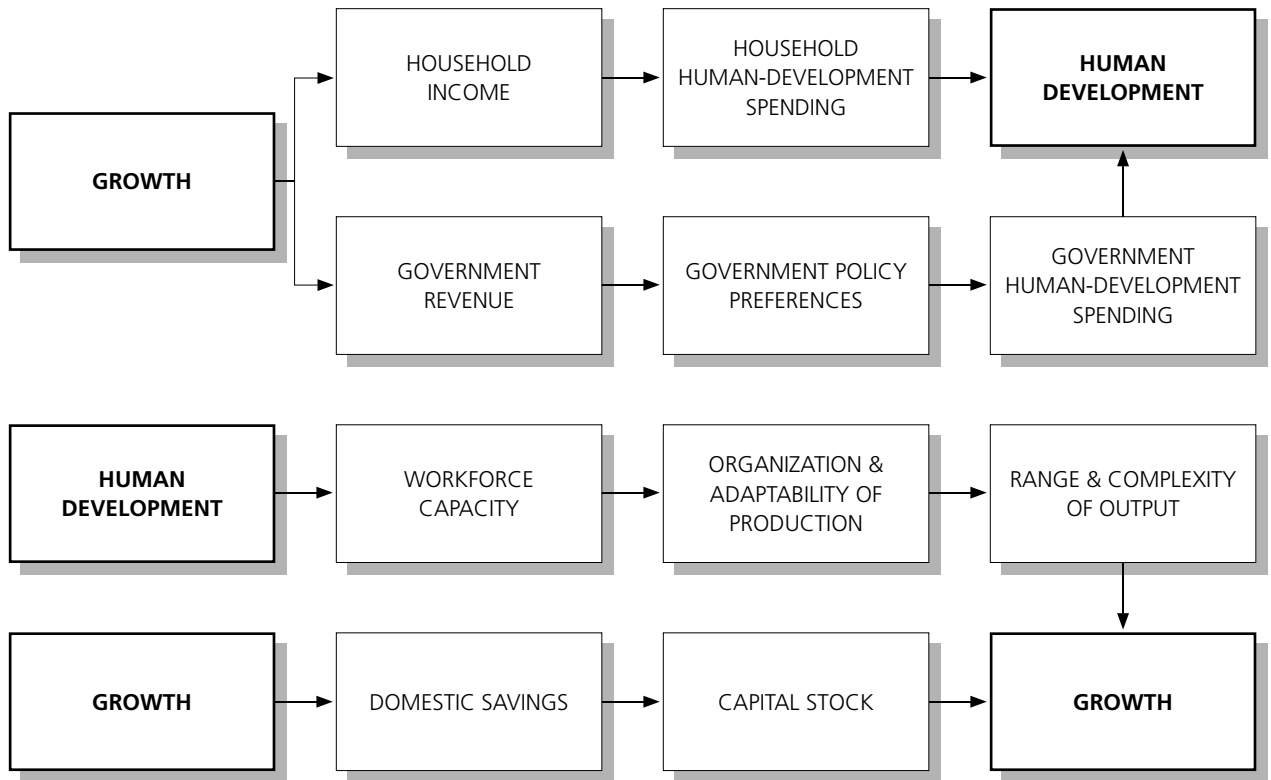 HOUSEHOLD
INCOME
HOUSEHOLD
HUMAN-DEVELOPMENT
SPENDING
HUMAN
DEVELOPMENT
GROWTH
GOVERNMENT
REVENUE
GOVERNMENT POLICY
PREFERENCES
GOVERNMENT
HUMAN-DEVELOPMENT
SPENDING
HUMAN
DEVELOPMENT
WORKFORCE
CAPACITY
ORGANIZATION &
ADAPTABILITY OF
PRODUCTION
RANGE & COMPLEXITY
OF OUTPUT
GROWTH
DOMESTIC SAVINGS
CAPITAL STOCK
GROWTH